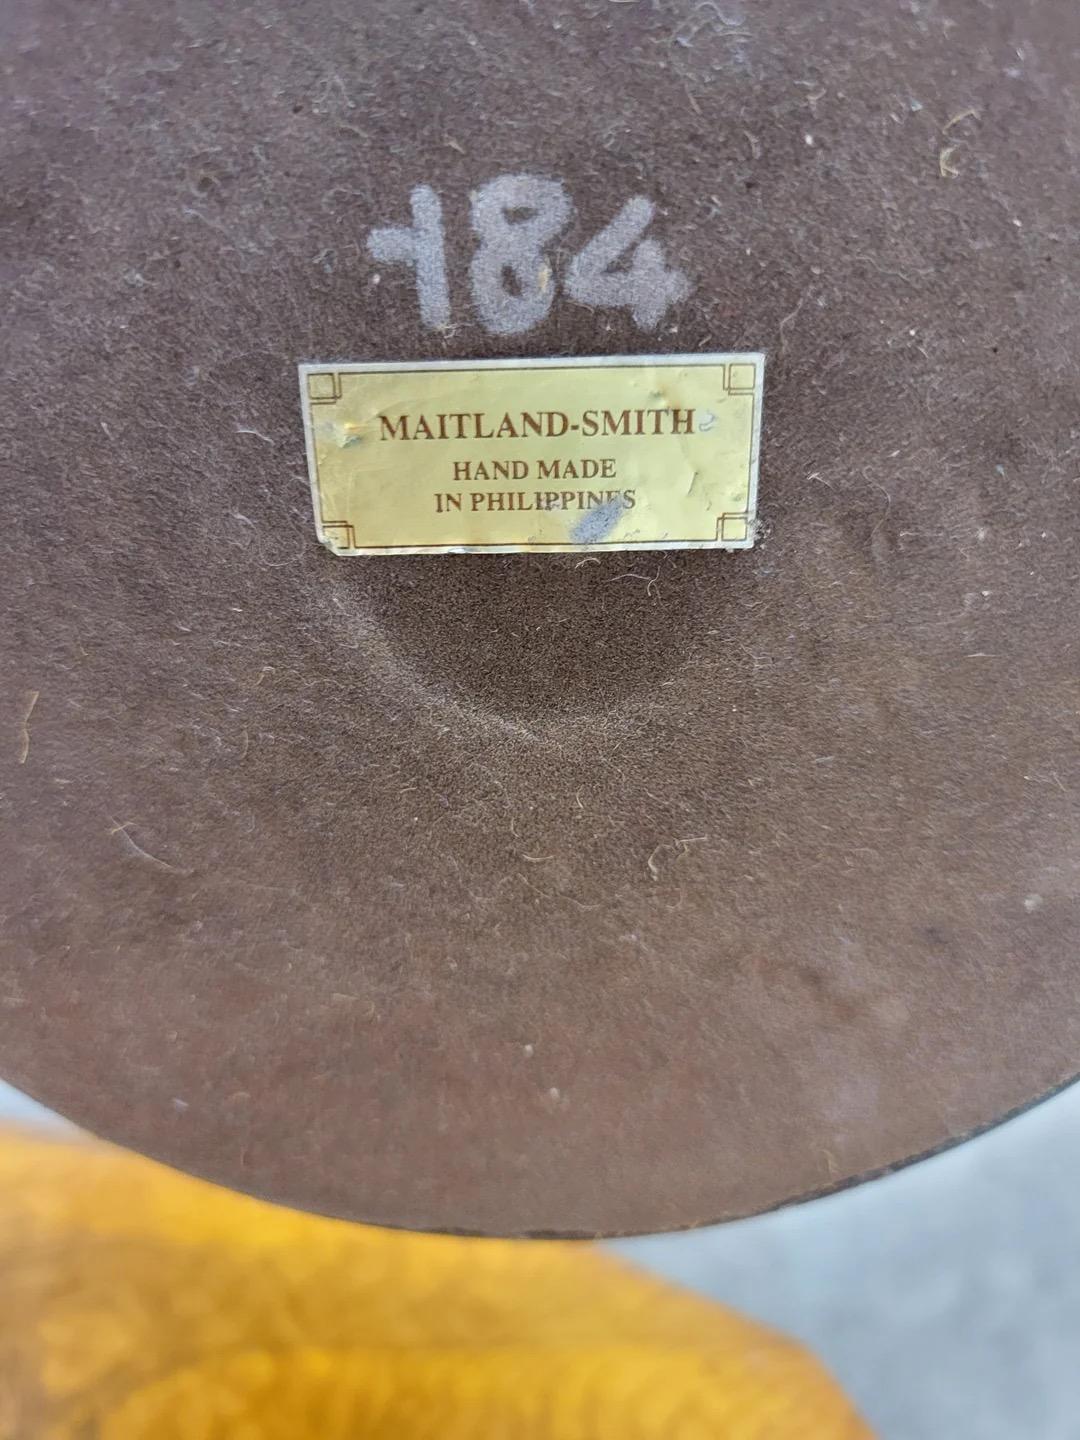 184
MAITLAND-SMITH
HAND MADE
IN PHILIPPINES